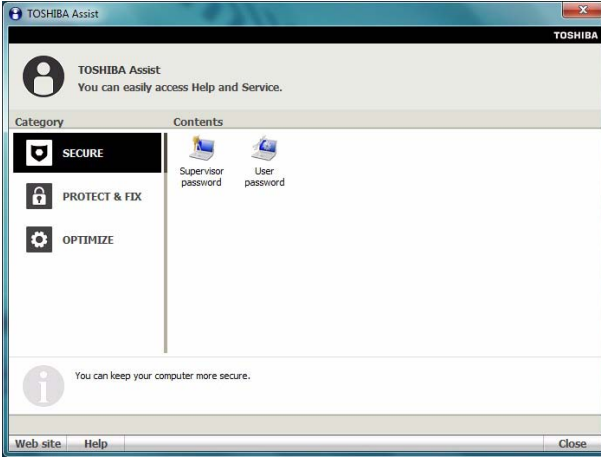 TOSHIBA Assist
TOSHIBA
TOSHIBA Assist
You can easily access Help and Service.
Category
Contents
SECURE
PROTECT & FIX
OPTIMIZE
Supervisor
password
User
password
You can keep your computer more secure.
Web site
Help
Close